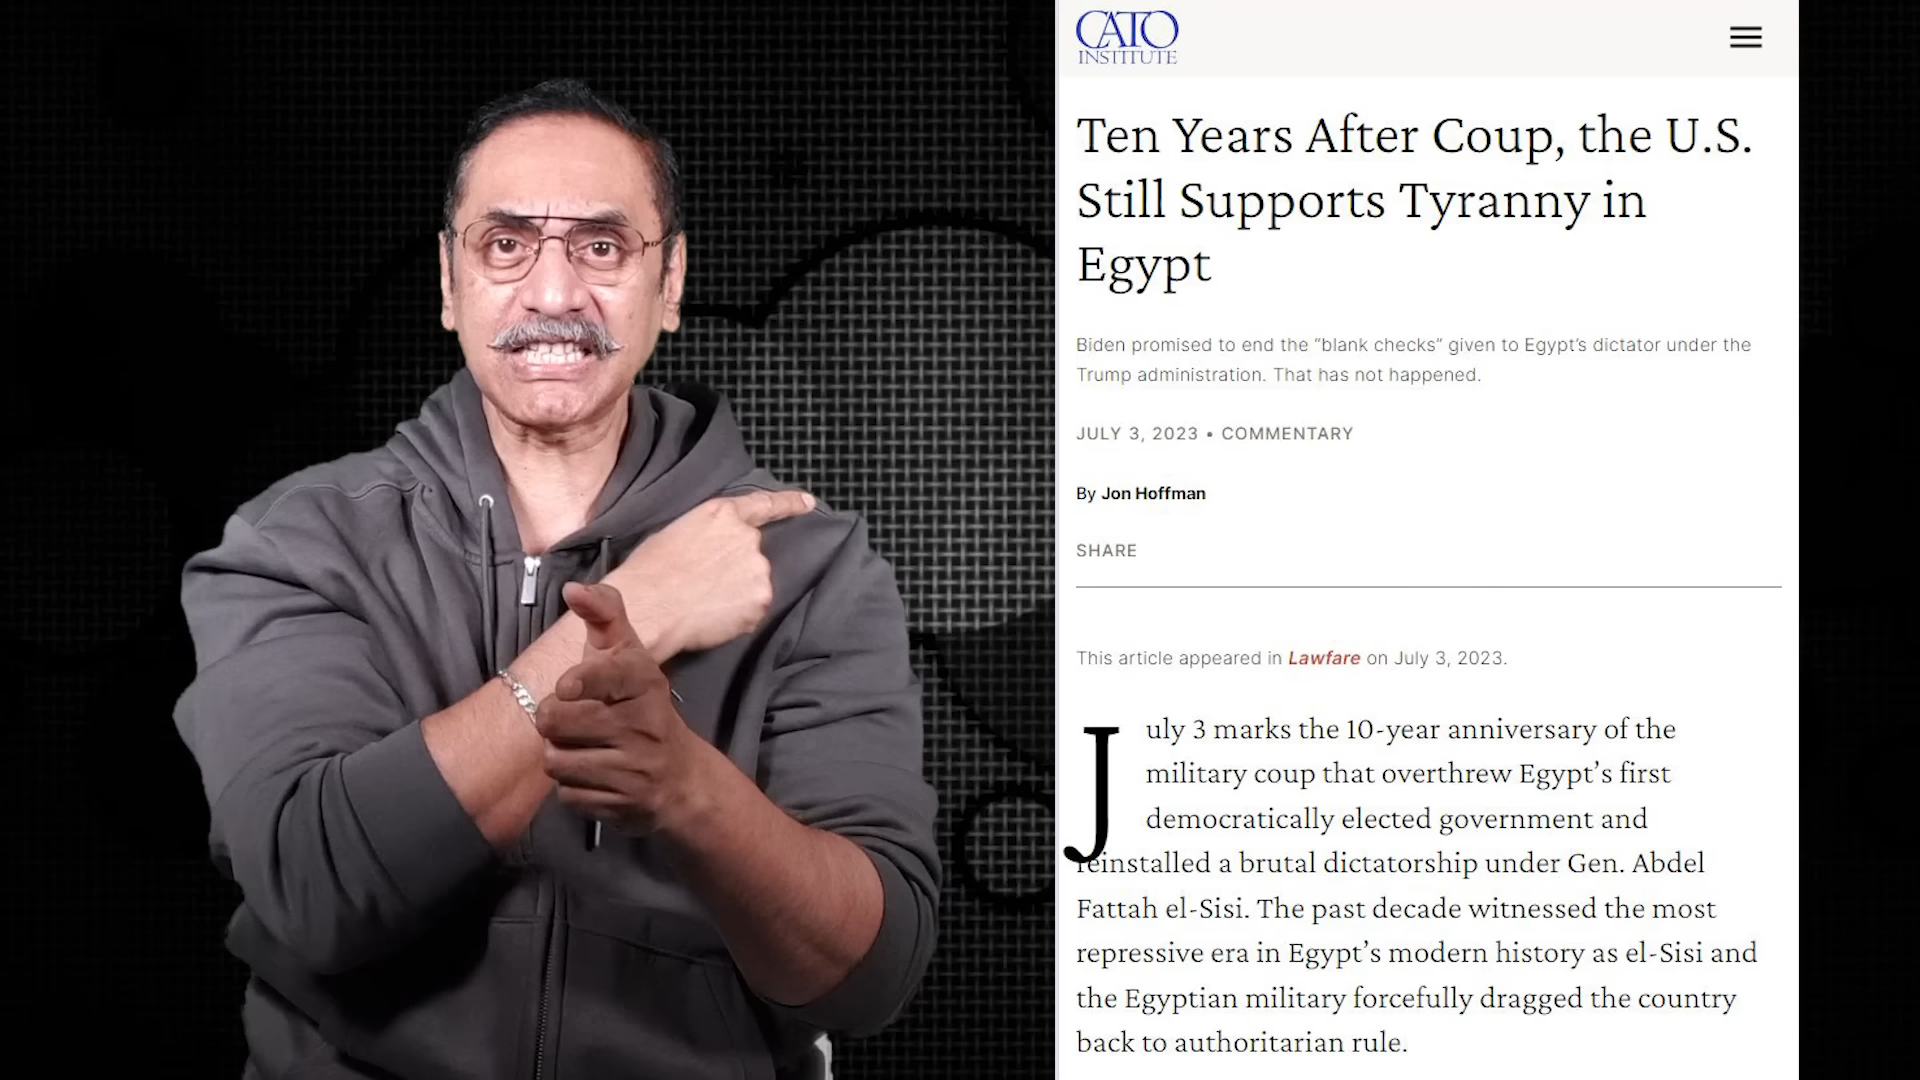 CATO
INSTITUTE
Ten Years After Coup, the U.S.
Still Supports Tyranny in
Egypt
Biden promised to end the “blank checks” given to Egypt’s dictator under the
Trump administration. That has not happened.
JULY 3, 2023 • COMMENTARY
By Jon Hoffman
SHARE
This article appeared in Lawfare on July 3, 2023.
July 3 marks the 10-year anniversary of the
military coup that overthrew Egypt’s first
democratically elected government and
reinstalled a brutal dictatorship under Gen. Abdel
Fattah el-Sisi. The past decade witnessed the most
repressive era in Egypt’s modern history as el-Sisi and
the Egyptian military forcefully dragged the country
back to authoritarian rule.